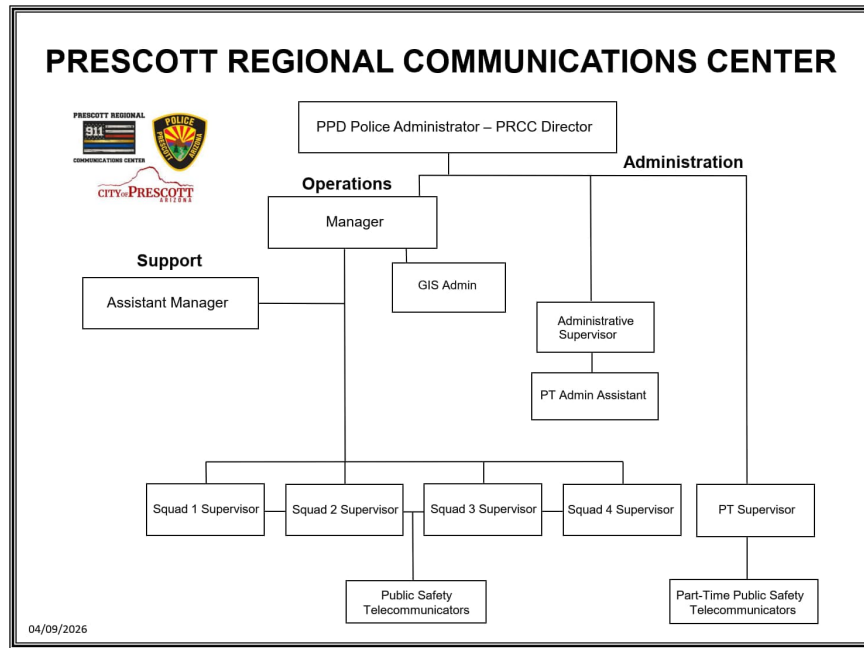 PRESCOTT REGIONAL COMMUNICATIONS CENTER
PRESCOTT REGIONAL
911
COMMUNICATIONS CENTER
POLICE
PRESCOTT
ARIZONA
CITY OF PRESCOTT
ARIZONA
PPD Police Administrator – PRCC Director
Administration
Operations
Manager
Support
Assistant Manager
GIS Admin
Administrative
Supervisor
PT Admin Assistant
Squad 1 Supervisor
Squad 2 Supervisor
Squad 3 Supervisor
Squad 4 Supervisor
PT Supervisor
Public Safety
Telecommunicators
Part-Time Public Safety
Telecommunicators
04/09/2026